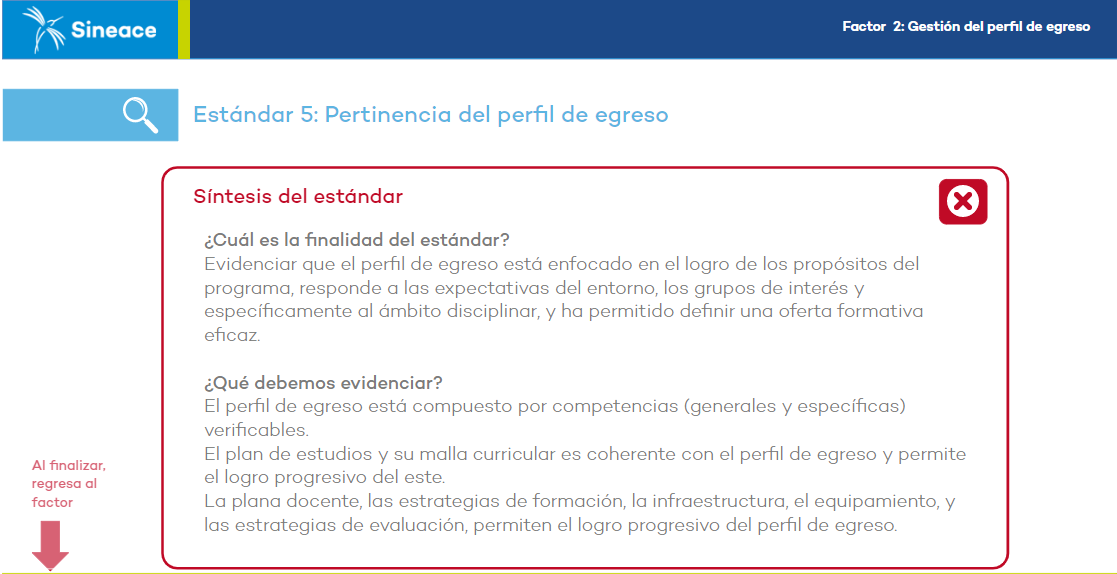 Sineace
Factor 2: Gestión del perfil de egreso
Estándar 5: Pertinencia del perfil de egreso
Síntesis del estándar
¿Cuál es la finalidad del estándar?
Evidenciar que el perfil de egreso está enfocado en el logro de los propósitos del
programa, responde a las expectativas del entorno, los grupos de interés y
específicamente al ámbito disciplinar, y ha permitido definir una oferta formativa
eficaz.
¿Qué debemos evidenciar?
El perfil de egreso está compuesto por competencias (generales y específicas)
verificables.
El plan de estudios y su malla curricular es coherente con el perfil de egreso y permite
el logro progresivo del este.
La plana docente, las estrategias de formación, la infraestructura, el equipamiento, y
las estrategias de evaluación, permiten el logro progresivo del perfil de egreso.
Al finalizar,
regresa al
factor